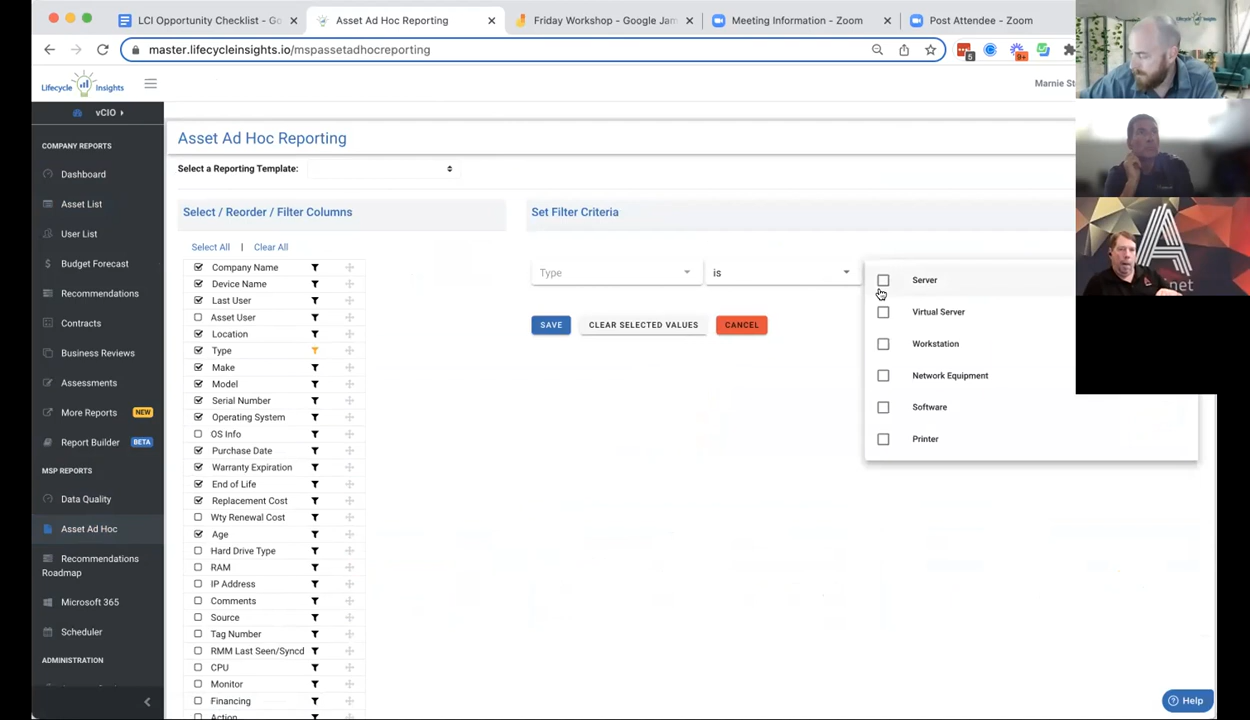 LCI Opportunity Checklist - Go
Asset Ad Hoc Reporting
Friday Workshop - Google Jam
Meeting Information - Zoom
Post Attendee - Zoom
Lifecycle Insights
master.lifecycleinsights.io/mspassetadhocreporting
5
9+
Lifecycle Insights
Marnie St
vCIO
Asset Ad Hoc Reporting
COMPANY REPORTS
Select a Reporting Template:
Dashboard
Asset List
Select / Reorder / Filter Columns
Set Filter Criteria
User List
Select All | Clear All
Budget Forecast
Company Name
Type
is
Server
Device Name
Recommendations
Last User
Virtual Server
Asset User
Contracts
SAVE
CLEAR SELECTED VALUES
CANCEL
Location
Workstation
Business Reviews
Type
Make
Network Equipment
Assessments
Model
Serial Number
Software
More Reports NEW
Operating System
OS Info
Printer
Report Builder BETA
Purchase Date
Warranty Expiration
MSP REPORTS
End of Life
Data Quality
Replacement Cost
Wty Renewal Cost
Asset Ad Hoc
Age
Hard Drive Type
Recommendations
Roadmap
RAM
IP Address
Microsoft 365
Comments
Source
Scheduler
Tag Number
RMM Last Seen/Syncd
ADMINISTRATION
CPU
Monitor
Financing
Help
Action
A
net